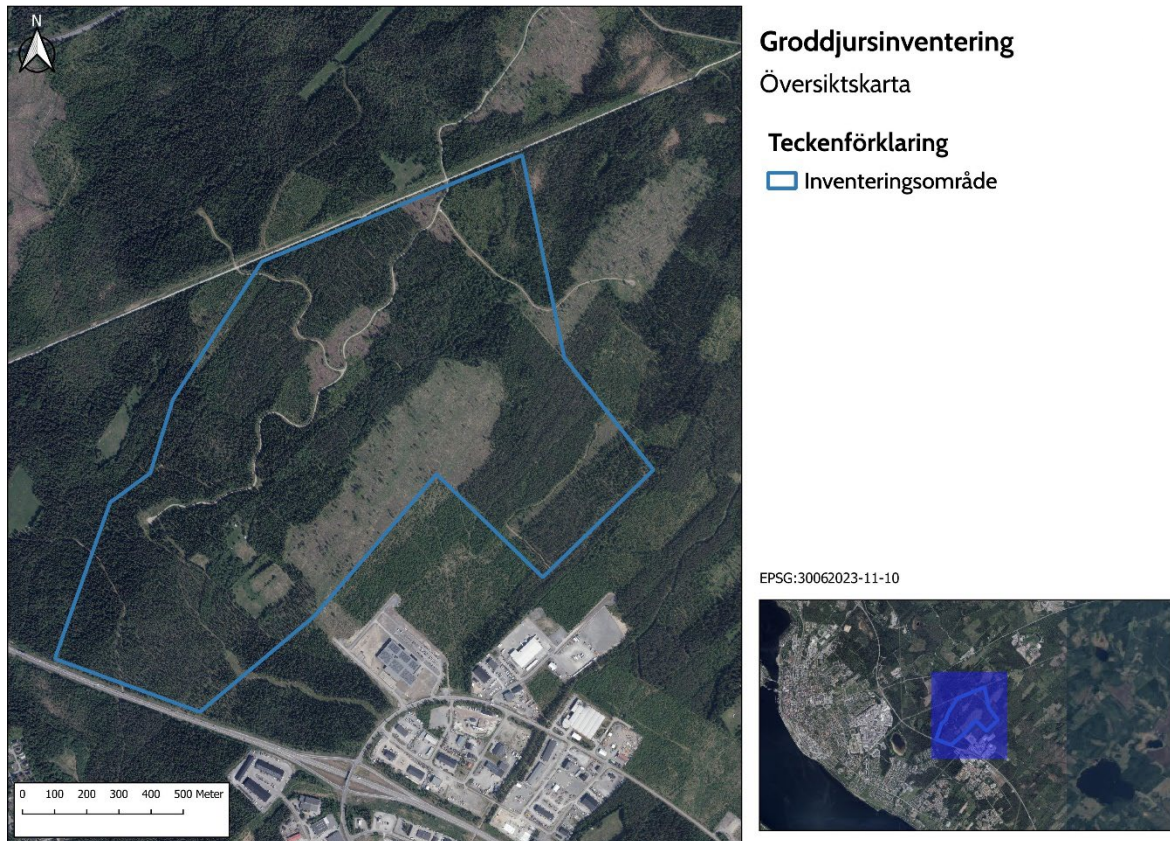 N
Groddjursinventering
Översiktskarta
Teckenförklaring
Inventeringsområde
EPSG:30062023-11-10
0 100 200 300 400 500 Meter